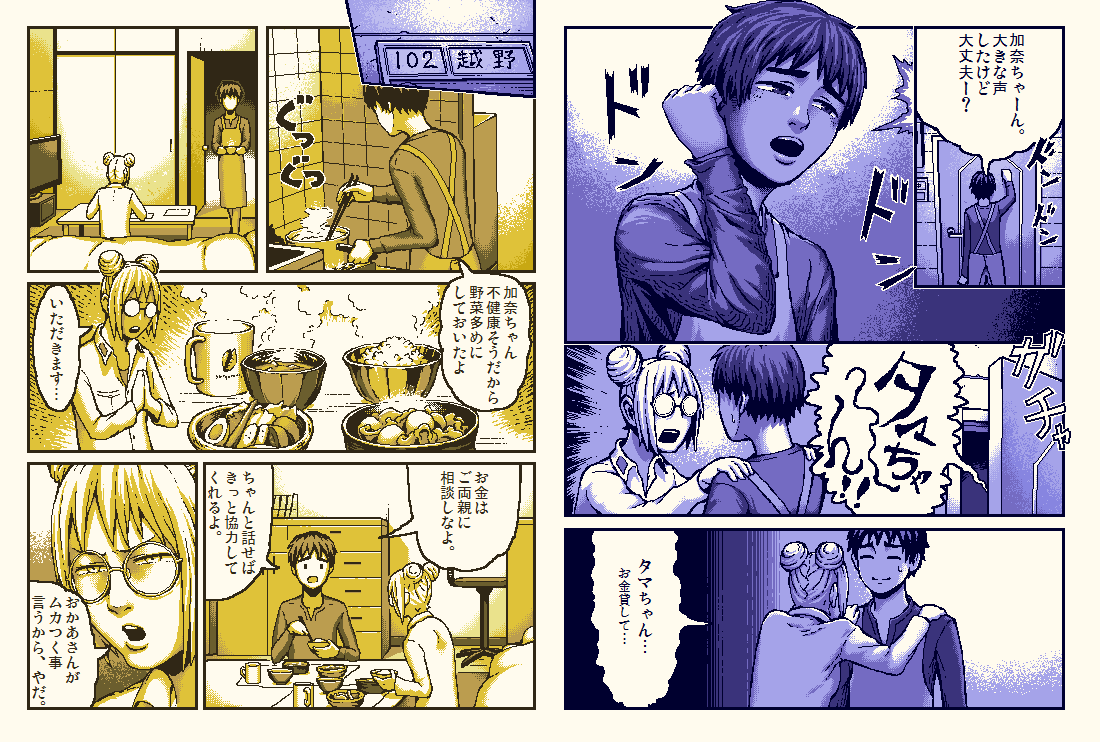 加奈ちゃーん。
大きな声
したけど
大丈夫ー？
ドンドン
ドン
ドン
ガチャ
タマちゃ
～ん!!
タマちゃん…
お金貸して…
102 越野
ぐつぐつ
加奈ちゃん
不健康そうだから
野菜多めに
しておいたよ
いただきます…
お金は
ご両親に
相談しなよ。
ちゃんと話せば
きっと協力して
くれるよ。
おかあさんが
ムカつく事
言うから、やだ。